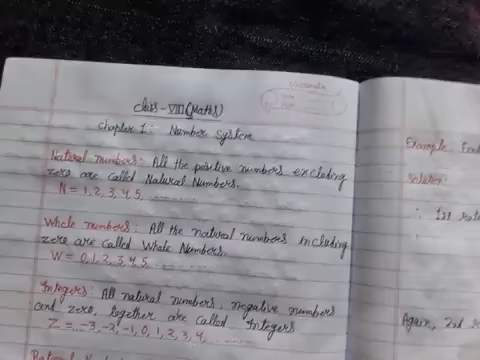 Class-VIII (Maths)
Chapter 1: Number System
Natural numbers: All the positive numbers excluding
zero are called Natural Numbers.
N = 1, 2, 3, 4, 5, ..........
Whole numbers: All the natural numbers including
zero are called Whole Numbers.
W = 0, 1, 2, 3, 4, 5, ..........
Integers: All natural numbers, negative numbers
and zero, together are called Integers
Z = -3, -2, -1, 0, 1, 2, 3, 4, ..........
Example:
Solution:
∴ 1st
Again, 2nd